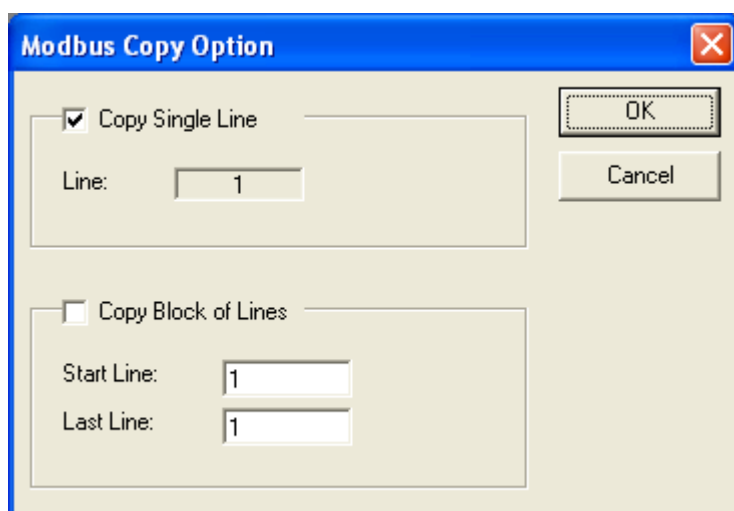 Modbus Copy Option
Copy Single Line
OK
Line: 1
Cancel
Copy Block of Lines
Start Line: 1
Last Line: 1